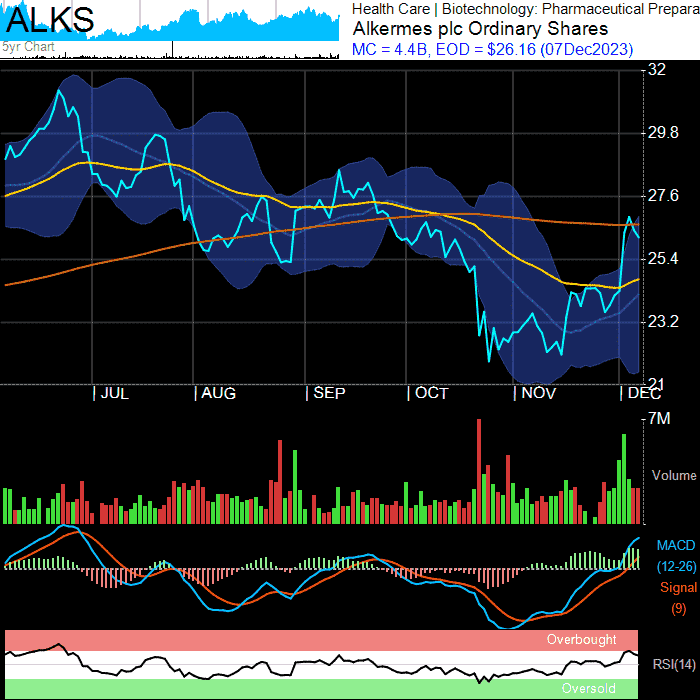 ALKS
5yr Chart
Health Care | Biotechnology: Pharmaceutical Prepara
Alkermes plc Ordinary Shares
MC = 4.4B, EOD = $26.16 (07Dec2023)
32
29.8
27.6
25.4
23.2
21
| JUL | AUG | SEP | OCT | NOV | DEC
7M
Volume
MACD
(12-26)
Signal
(9)
Overbought
RSI(14)
Oversold